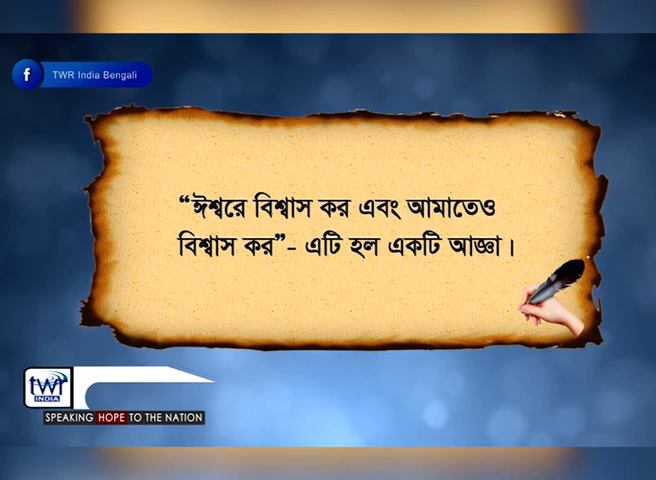 f TWR India Bengali
“ঈশ্বরে বিশ্বাস কর এবং আমাতেও
বিশ্বাস কর”- এটি হল একটি আজ্ঞা।
twr
INDIA
SPEAKING HOPE TO THE NATION